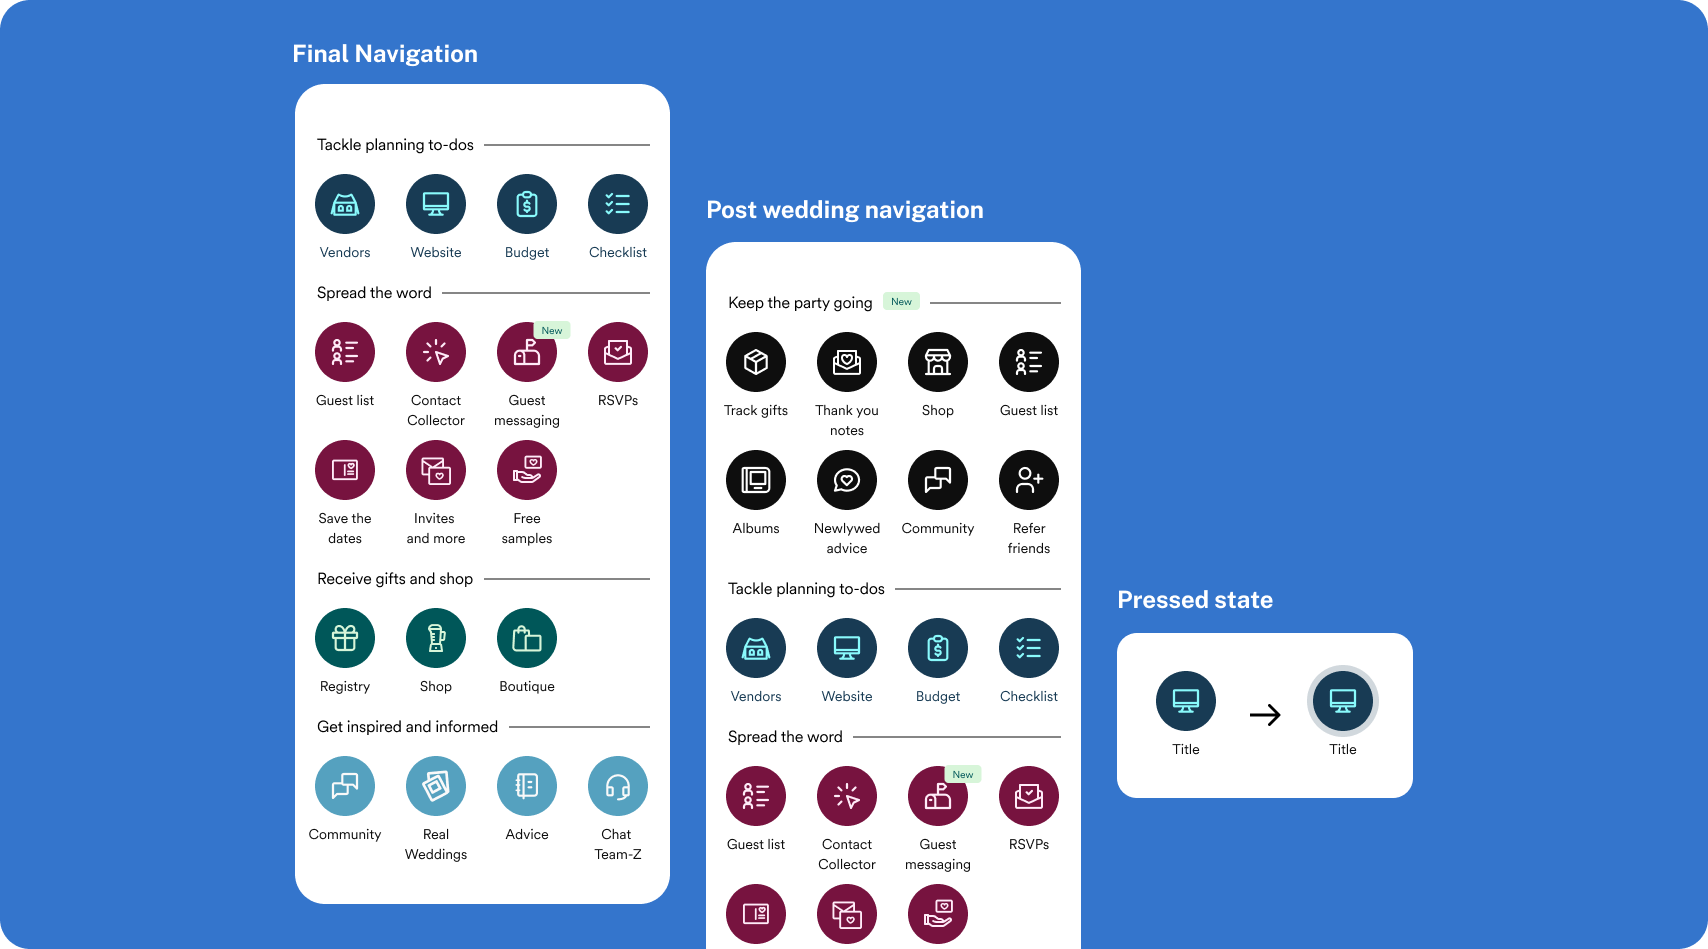 Final Navigation
Tackle planning to-dos
Vendors Website Budget Checklist
Spread the word
New
Guest list Contact Guest RSVPs
Collector messaging
Save the Invites Free
dates and more samples
Receive gifts and shop
Registry Shop Boutique
Get inspired and informed
Community Real Advice Chat
Weddings Team-Z
Post wedding navigation
Keep the party going New
Track gifts Thank you Shop Guest list
notes
Albums Newlywed Community Refer
advice friends
Tackle planning to-dos
Vendors Website Budget Checklist
Spread the word
New
Guest list Contact Guest RSVPs
Collector messaging
Pressed state
Title Title